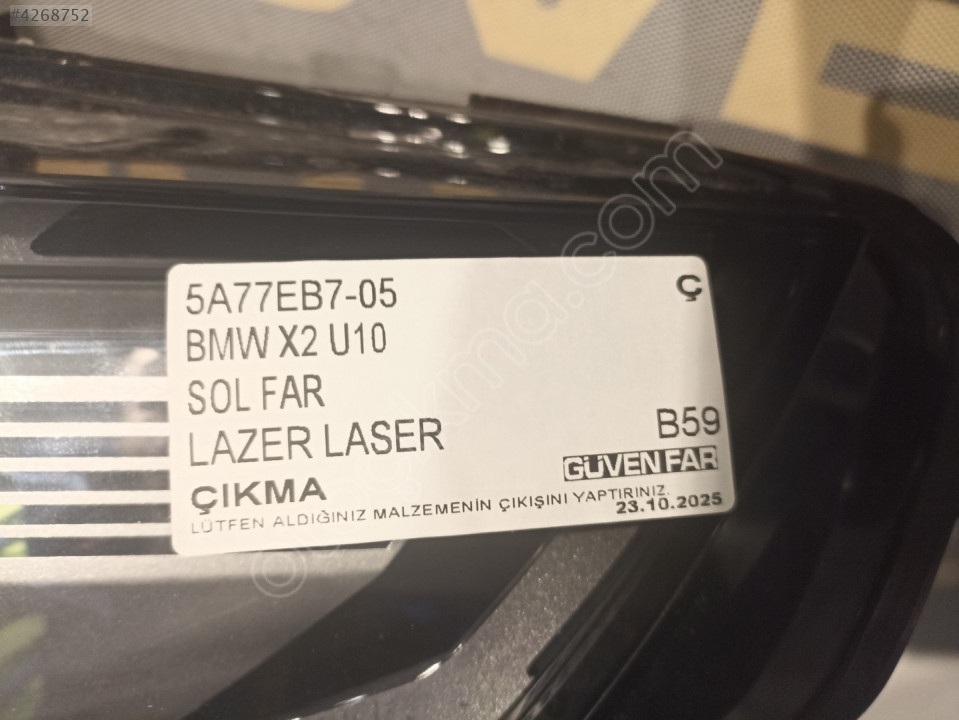 #4268752
5A77EB7-05
Ç
BMW X2 U10
SOL FAR
LAZER LASER
B59
ÇIKMA
GÜVEN FAR
LÜTFEN ALDIĞINIZ MALZEMENİN ÇIKIŞINI YAPTIRINIZ.
23.10.2025